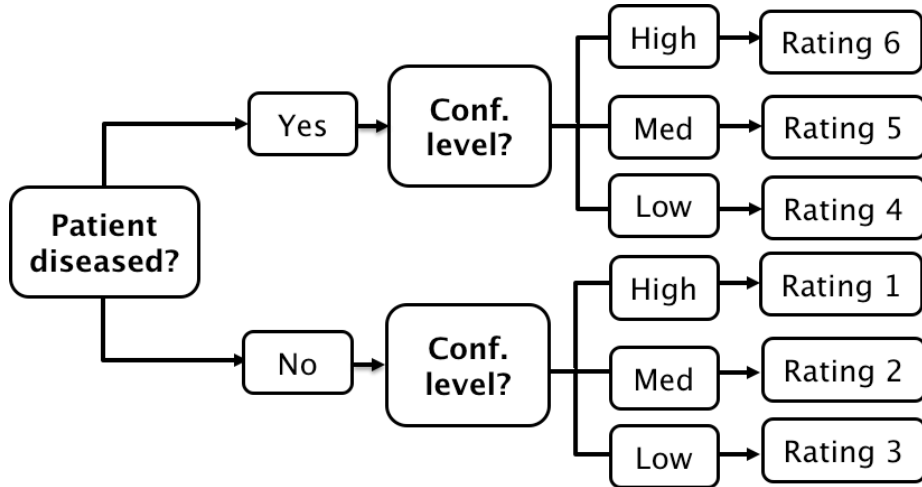 High
Rating 6
Yes
Conf.
level?
Med
Rating 5
Low
Rating 4
Patient
diseased?
High
Rating 1
No
Conf.
level?
Med
Rating 2
Low
Rating 3